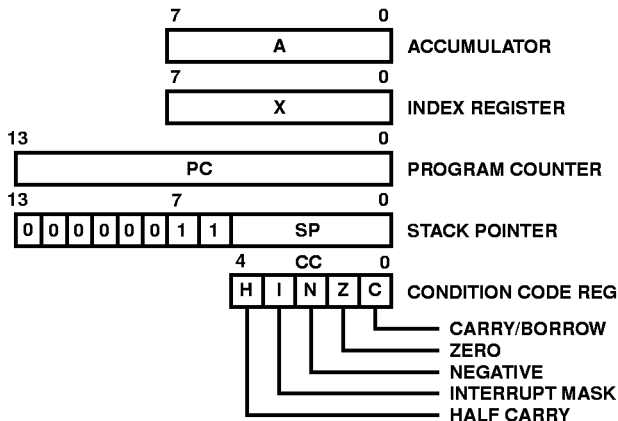 7 0
A ACCUMULATOR
7 0
X INDEX REGISTER
13 0
PC PROGRAM COUNTER
13 7 0
0 0 0 0 0 0 1 1 SP STACK POINTER
4 CC 0
H I N Z C CONDITION CODE REG
CARRY/BORROW
ZERO
NEGATIVE
INTERRUPT MASK
HALF CARRY